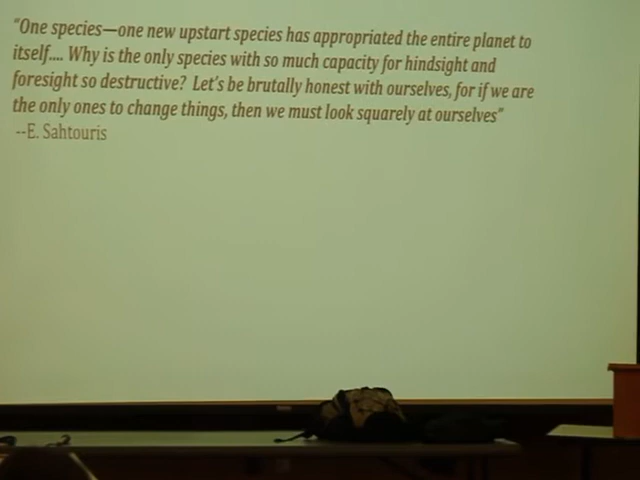 "One species—one new upstart species has appropriated the entire planet to
itself.... Why is the only species with so much capacity for hindsight and
foresight so destructive? Let's be brutally honest with ourselves, for if we are
the only ones to change things, then we must look squarely at ourselves"
--E. Sahtouris